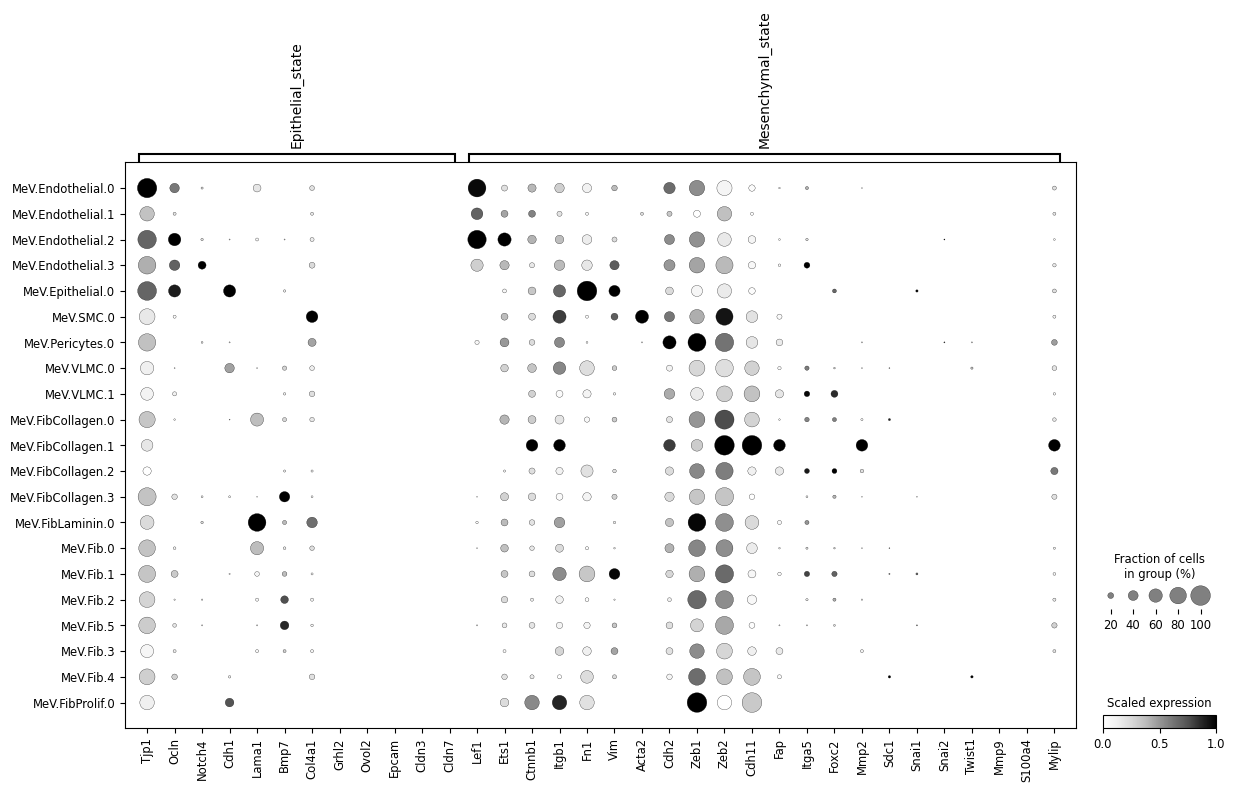 Epithelial_state
Mesenchymal_state
MeV.Endothelial.0
MeV.Endothelial.1
MeV.Endothelial.2
MeV.Endothelial.3
MeV.Epithelial.0
MeV.SMC.0
MeV.Pericytes.0
MeV.VLMC.0
MeV.VLMC.1
MeV.FibCollagen.0
MeV.FibCollagen.1
MeV.FibCollagen.2
MeV.FibCollagen.3
MeV.FibLaminin.0
MeV.Fib.0
MeV.Fib.1
MeV.Fib.2
MeV.Fib.5
MeV.Fib.3
MeV.Fib.4
MeV.FibProlif.0
Tjp1
Ocln
Notch4
Cdh1
Lama1
Bmp7
Col4a1
Grhl2
Ovol2
Epcam
Cldn3
Cldn7
Lef1
Ets1
Ctnnb1
Itgb1
Fn1
Vim
Acta2
Cdh2
Zeb1
Zeb2
Cdh11
Fap
Itga5
Foxc2
Mmp2
Sdc1
Snai1
Snai2
Twist1
Mmp9
S100a4
Mylip
Fraction of cells
in group (%)
20 40 60 80 100
Scaled expression
0.0 0.5 1.0